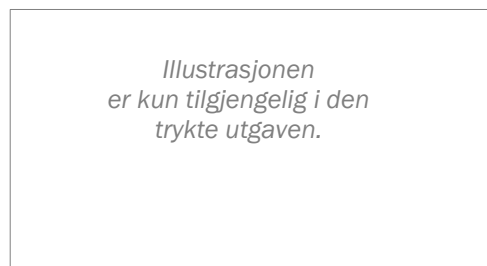 Illustrasjonen
er kun tilgjengelig i den
trykte utgaven.